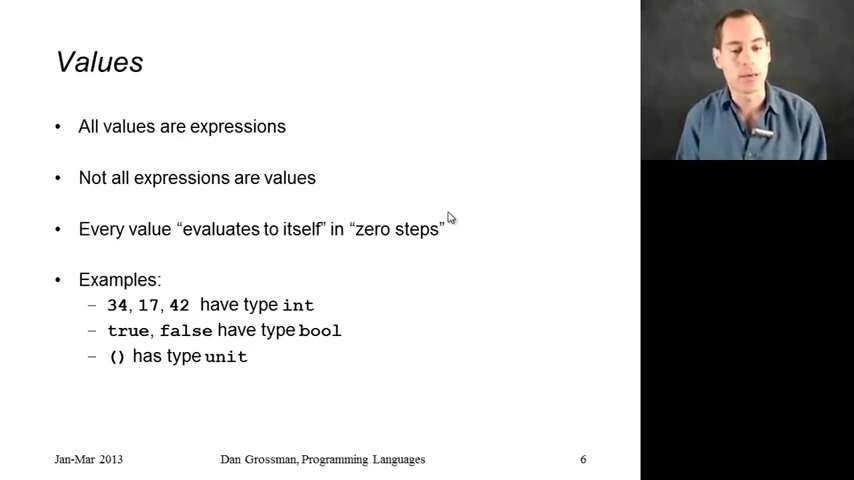 Values
• All values are expressions
• Not all expressions are values
• Every value “evaluates to itself” in “zero steps”
• Examples:
– 34, 17, 42 have type int
– true, false have type bool
– () has type unit
Jan-Mar 2013 Dan Grossman, Programming Languages 6